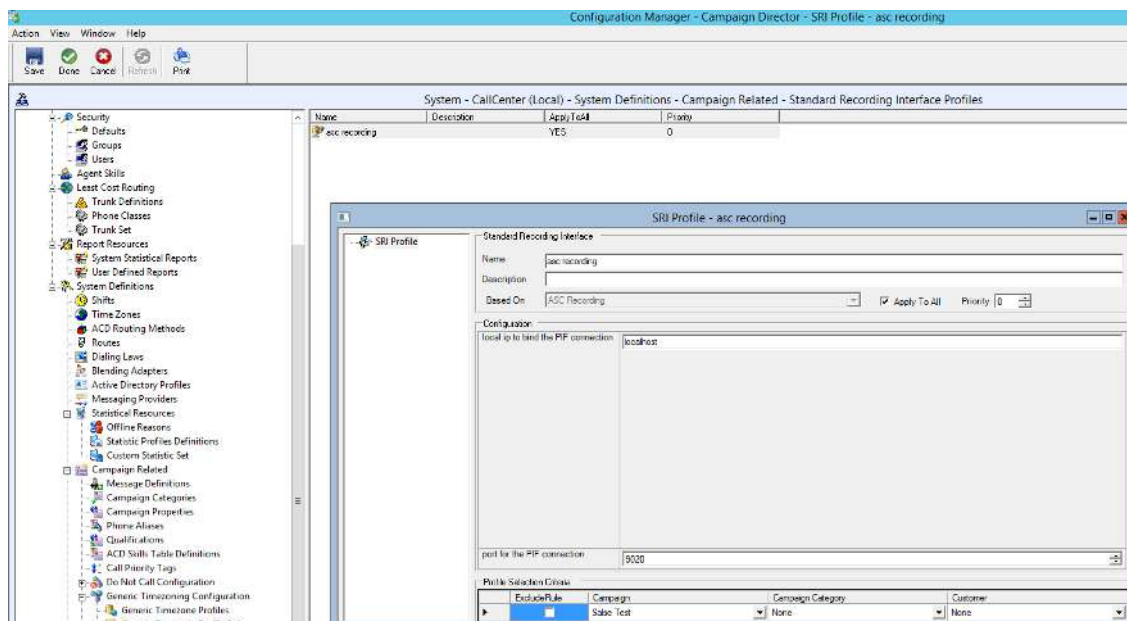 Configuration Manager - Campaign Director - SRI Profile - asc recording
Action View Window Help
Save Done Cancel Refresh Print
System - CallCenter (Local) - System Definitions - Campaign Related - Standard Recording Interface Profiles
Security
Defaults
Groups
Users
Agent Skills
Least Cost Routing
Trunk Definitions
Phone Classes
Trunk Set
Report Resources
System Statistical Reports
User Defined Reports
System Definitions
Shifts
Time Zones
ACD Routing Methods
Routes
Dialing Laws
Blending Adapters
Active Directory Profiles
Messaging Providers
Statistical Resources
Offline Reasons
Statistic Profiles Definitions
Custom Statistic Set
Campaign Related
Message Definitions
Campaign Categories
Campaign Properties
Phone Aliases
Qualifications
ACD Skills Table Definitions
Call Priority Tags
Do Not Call Configuration
Generic Timezoning Configuration
Generic Timezone Profiles
Name Description ApplyToAll Priority
asc recording YES 0
SRI Profile - asc recording
SRI Profile
Standard Recording Interface
Name asc recording
Description
Based On ASC Recording Apply To All Priority 0
Configuration
local ip to bind the PIF connection localhost
port for the PIF connection 9020
Profile Selection Criteria
ExcludeRule Campaign Campaign Category Customer
Test None None